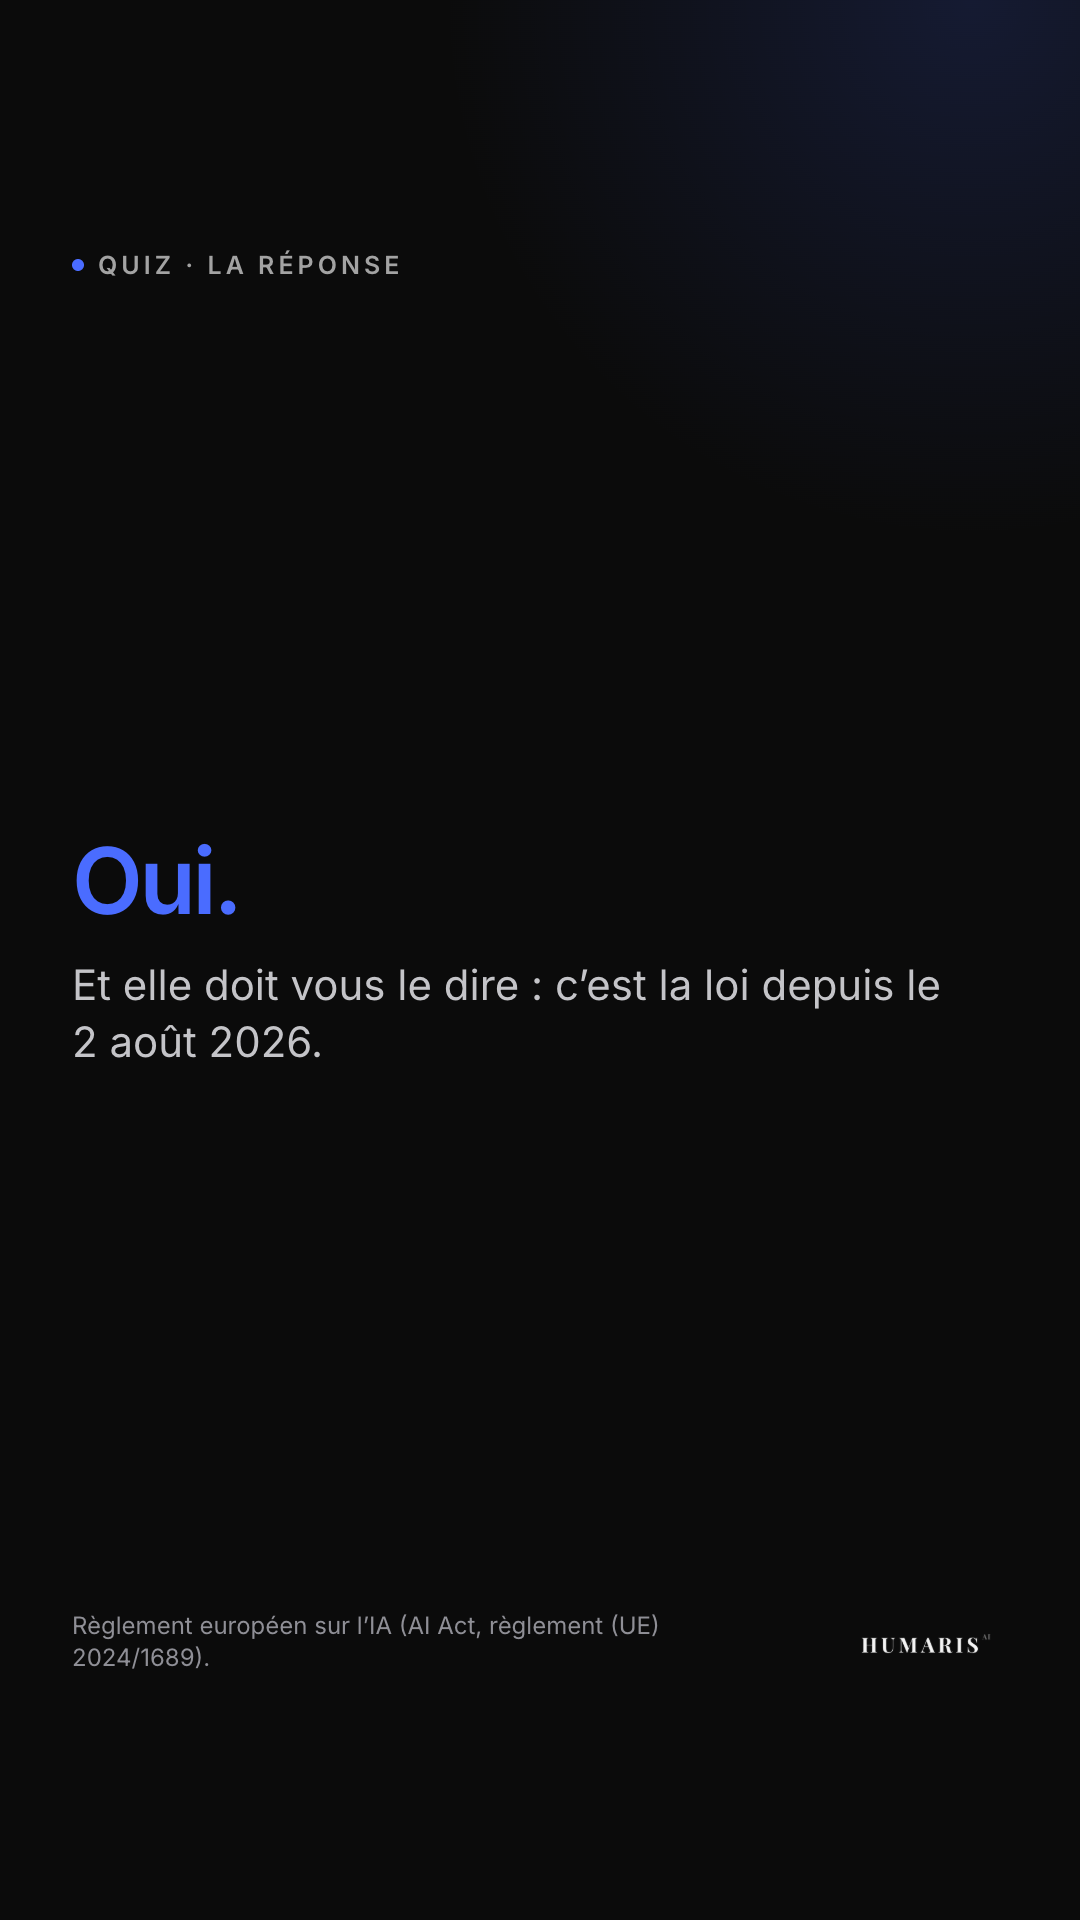 QUIZ · LA RÉPONSE
Oui.
Et elle doit vous le dire : c’est la loi depuis le
2 août 2026.
Règlement européen sur l’IA (AI Act, règlement (UE)
2024/1689).
HUMARIS AI